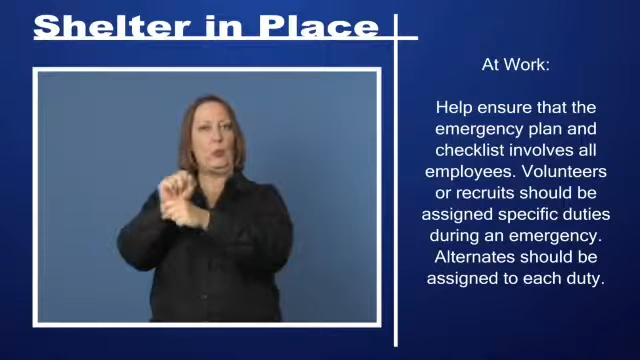 Shelter in Place
At Work:
Help ensure that the
emergency plan and
checklist involves all
employees. Volunteers
or recruits should be
assigned specific duties
during an emergency.
Alternates should be
assigned to each duty.